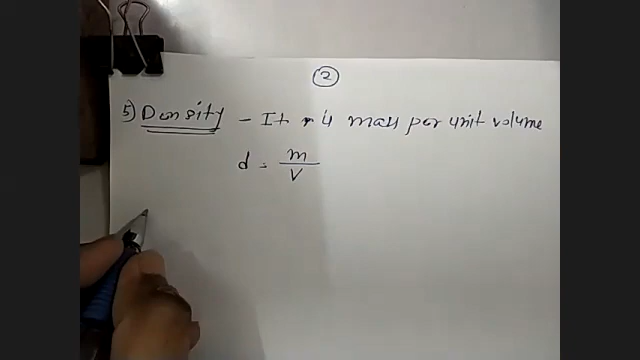 2
5) Density - It is mass per unit volume
d = m/V